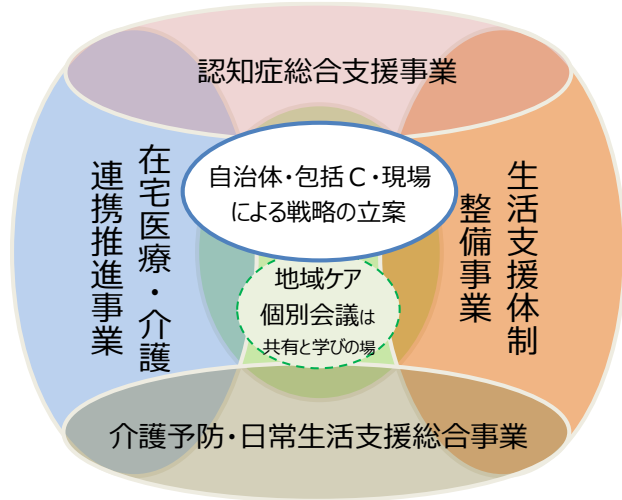 認知症総合支援事業
在宅医療・介護
連携推進事業
自治体・包括C・現場
による戦略の立案
生活支援体制
整備事業
地域ケア
個別会議は
共有と学びの場
介護予防・日常生活支援総合事業